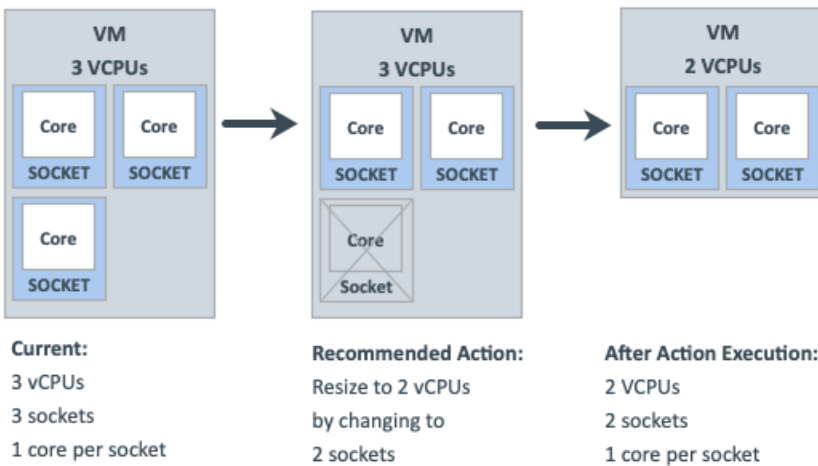 VM
3 VCPUs
Core
Core
SOCKET
SOCKET
Core
SOCKET
Current:
3 vCPUs
3 sockets
1 core per socket
VM
3 VCPUs
Core
Core
SOCKET
SOCKET
Core
Socket
Recommended Action:
Resize to 2 vCPUs
by changing to
2 sockets
VM
2 VCPUs
Core
Core
SOCKET
SOCKET
After Action Execution:
2 VCPUs
2 sockets
1 core per socket